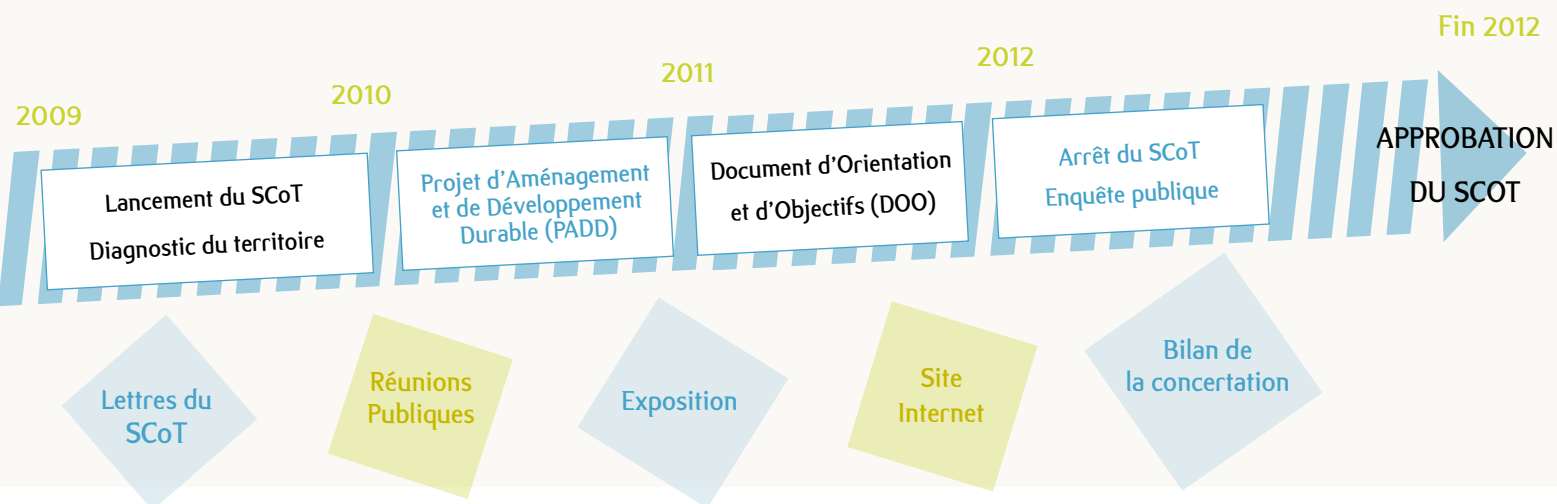 2009
2010
2011
2012
Fin 2012
Lancement du SCoT
Diagnostic du territoire
Projet d'Aménagement
et de Développement
Durable (PADD)
Document d'Orientation
et d'Objectifs (DOO)
Arrêt du SCoT
Enquête publique
APPROBATION
DU SCOT
Lettres du
SCoT
Réunions
Publiques
Exposition
Site
Internet
Bilan de
la concertation